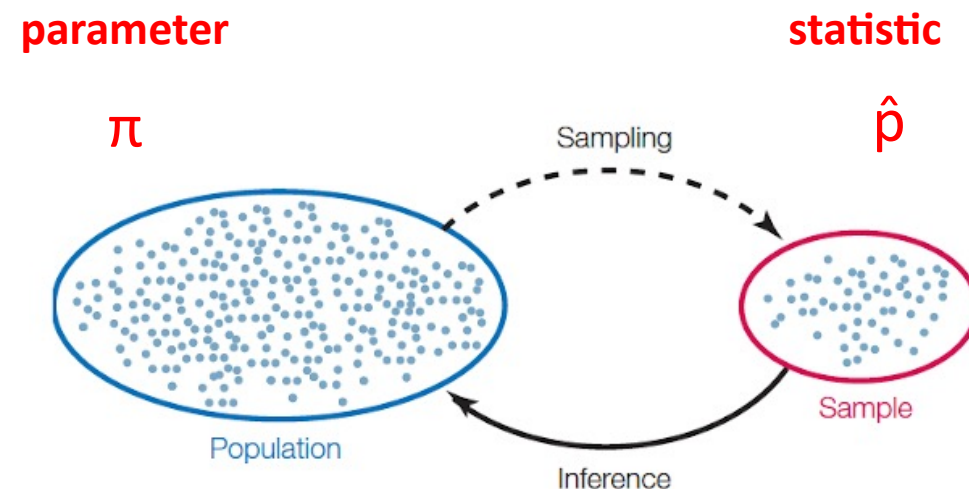 parameter
statistic
π
p̂
Sampling
Population
Sample
Inference